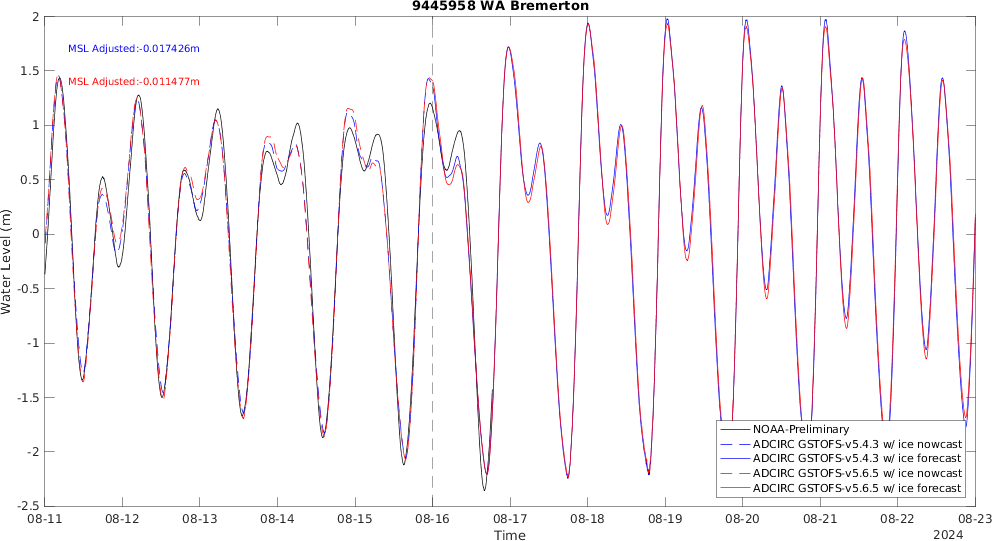 9445958 WA Bremerton
MSL Adjusted:-0.017426m
MSL Adjusted:-0.011477m
Water Level (m)
2
1.5
1
0.5
0
-0.5
-1
-1.5
-2
-2.5
NOAA-Preliminary
ADCIRC GSTOFS-v5.4.3 w/ ice nowcast
ADCIRC GSTOFS-v5.4.3 w/ ice forecast
ADCIRC GSTOFS-v5.6.5 w/ ice nowcast
ADCIRC GSTOFS-v5.6.5 w/ ice forecast
08-11 08-12 08-13 08-14 08-15 08-16 08-17 08-18 08-19 08-20 08-21 08-22 08-23
Time
2024